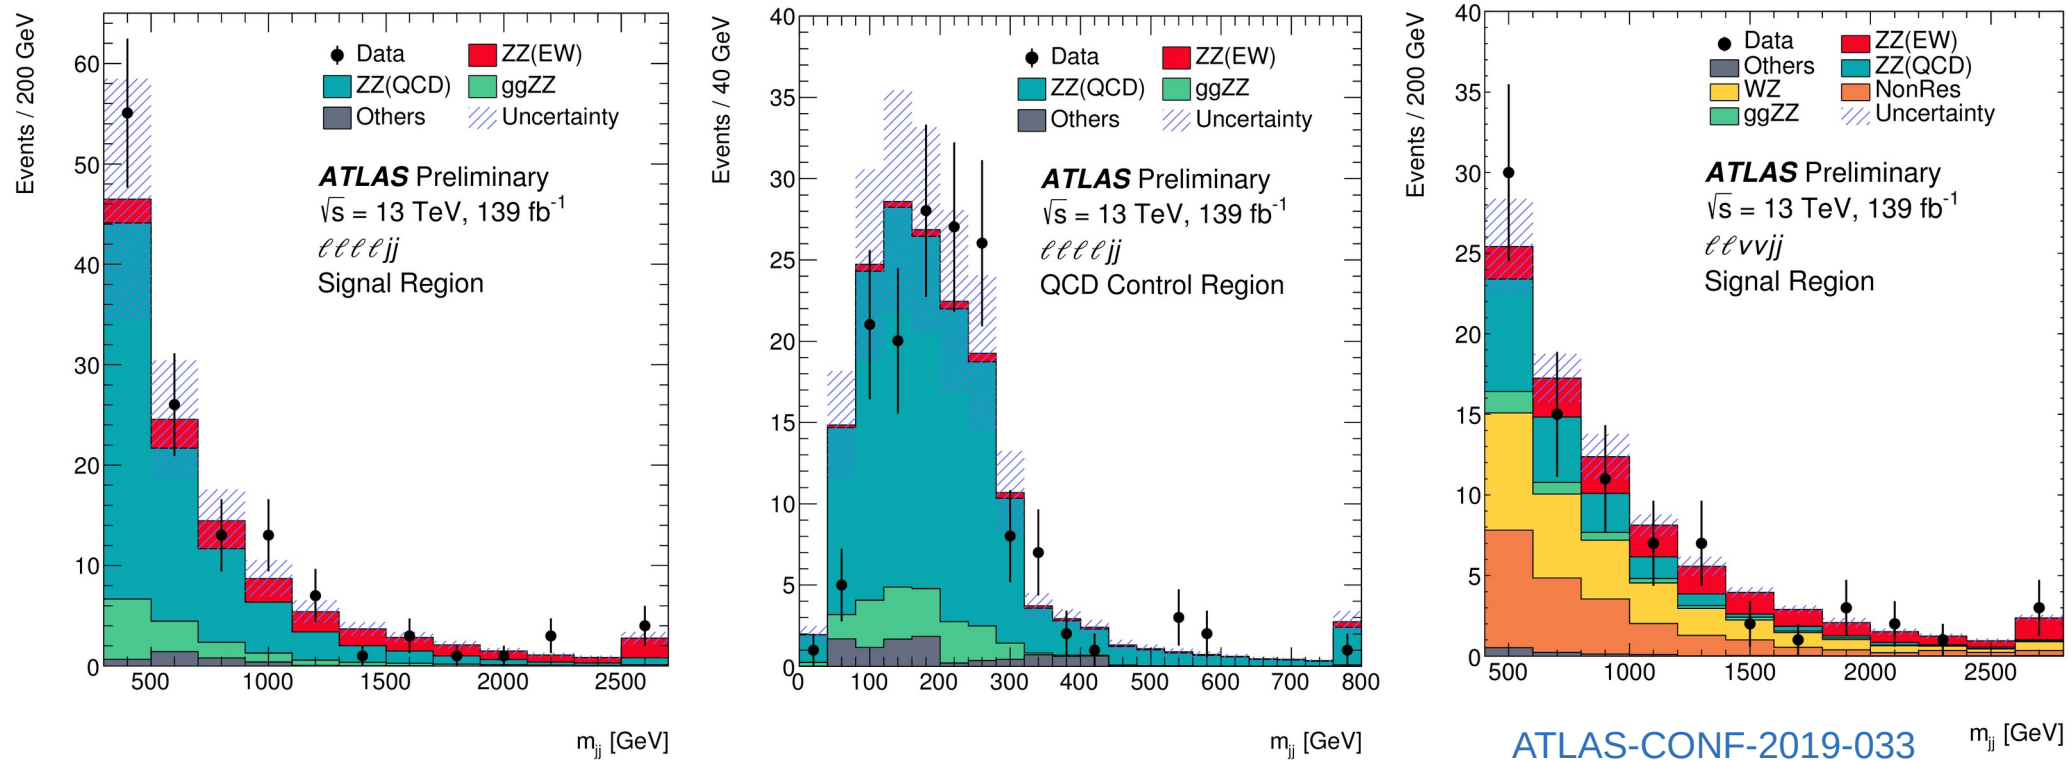 Events / 200 GeV
60
50
40
30
20
10
0
500
1000
1500
2000
2500
m_jj [GeV]
Data
ZZ(EW)
ZZ(QCD)
ggZZ
Others
Uncertainty
ATLAS Preliminary
√s = 13 TeV, 139 fb⁻¹
ℓℓℓℓjj
Signal Region
Events / 40 GeV
40
35
30
25
20
15
10
5
0
0
100
200
300
400
500
600
700
800
m_jj [GeV]
Data
ZZ(EW)
ZZ(QCD)
ggZZ
Others
Uncertainty
ATLAS Preliminary
√s = 13 TeV, 139 fb⁻¹
ℓℓℓℓjj
QCD Control Region
Events / 200 GeV
40
35
30
25
20
15
10
5
0
500
1000
1500
2000
2500
m_jj [GeV]
Data
ZZ(EW)
Others
ZZ(QCD)
WZ
NonRes
ggZZ
Uncertainty
ATLAS Preliminary
√s = 13 TeV, 139 fb⁻¹
ℓℓννjj
Signal Region
ATLAS-CONF-2019-033